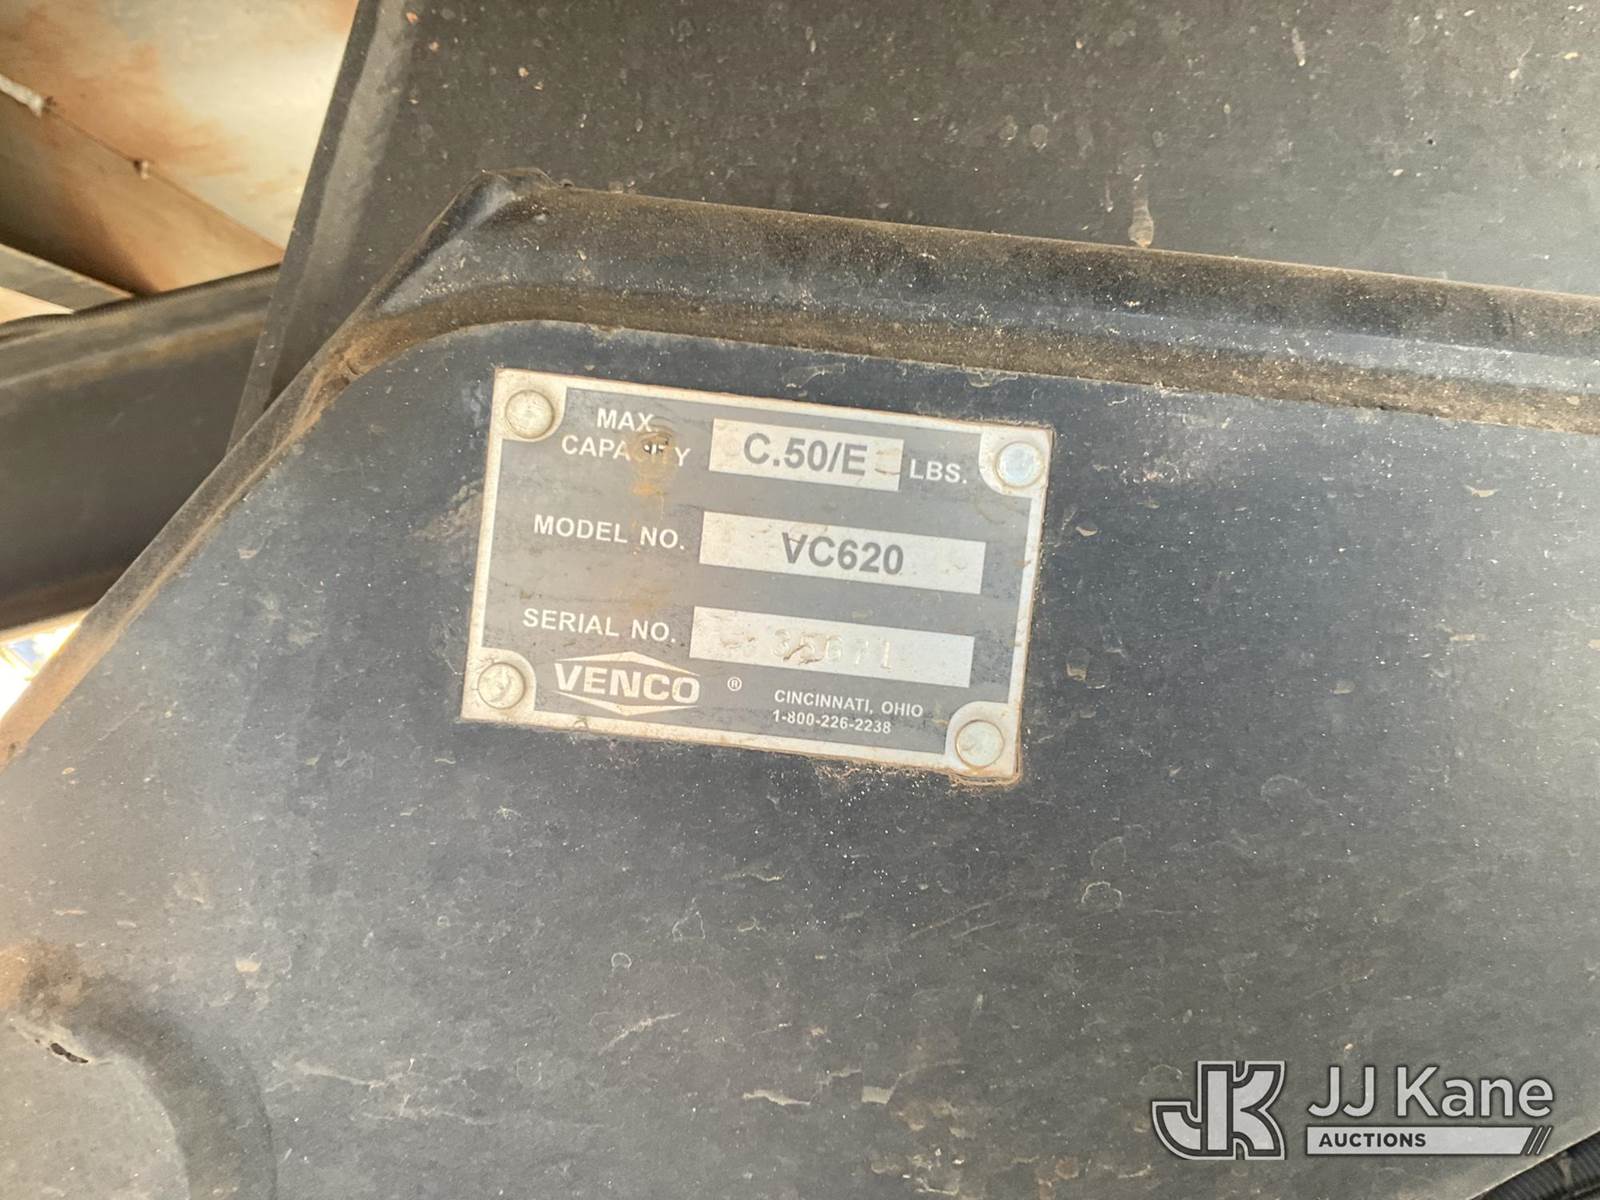 MAX.
CAPACITY C.50/E LBS.
MODEL NO. VC620
SERIAL NO.
VENCO ®
CINCINNATI, OHIO
1-800-226-2238
JJ Kane
AUCTIONS